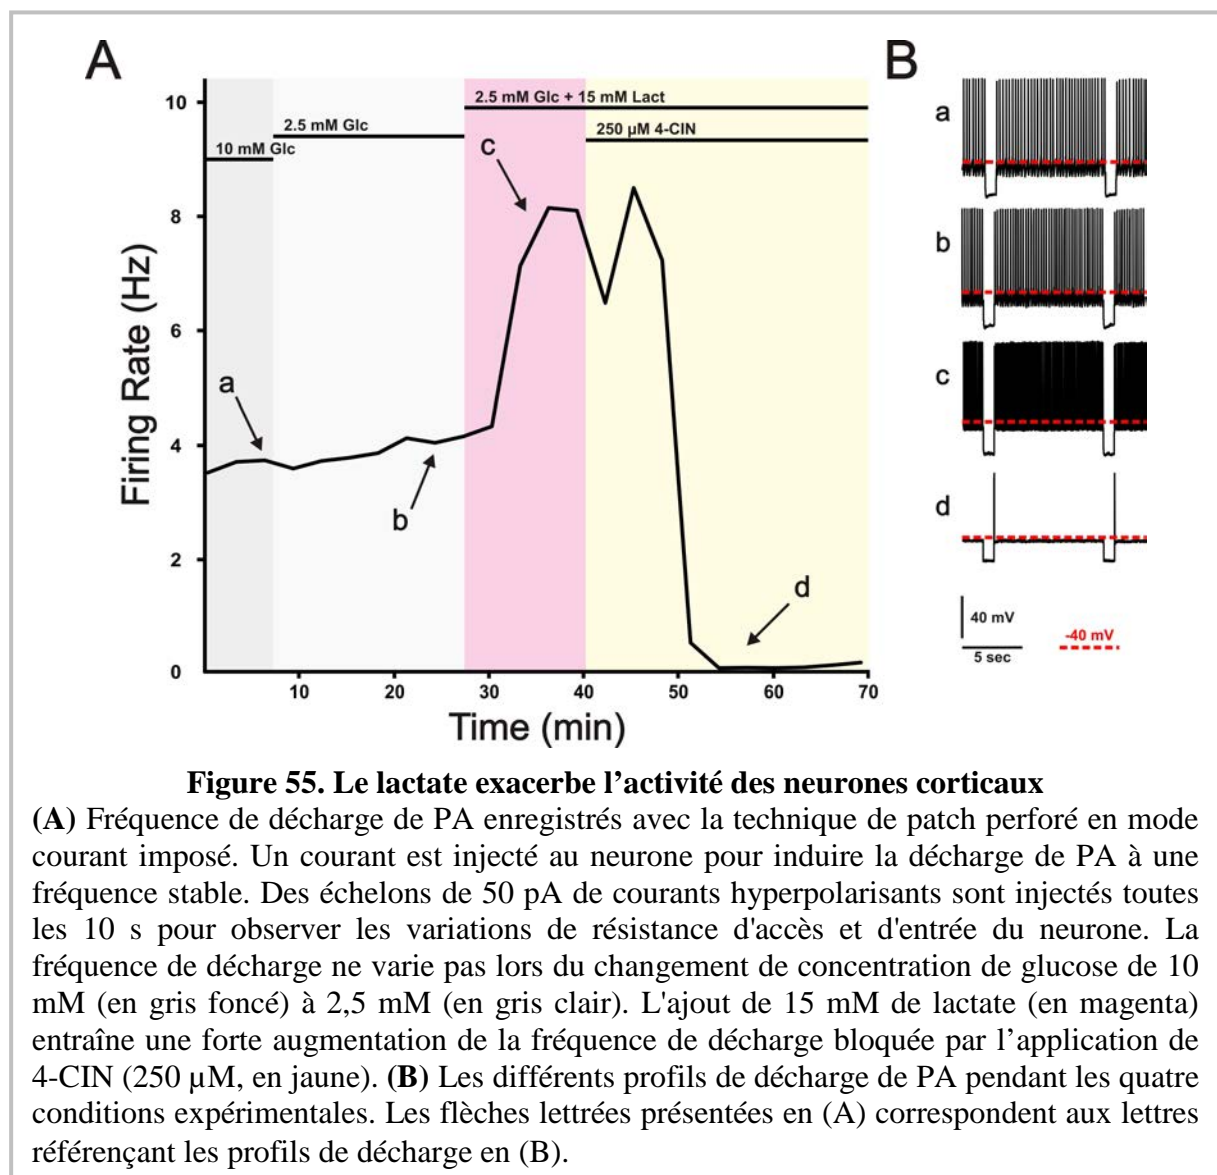 A
B
10
8
6
4
2
0
Firing Rate (Hz)
10 mM Glc
2.5 mM Glc
2.5 mM Glc + 15 mM Lact
250 µM 4-CIN
a
b
c
d
10 20 30 40 50 60 70
Time (min)
a
b
c
d
40 mV
5 sec
-40 mV
Figure 55. Le lactate exacerbe l’activité des neurones corticaux
(A) Fréquence de décharge de PA enregistrés avec la technique de patch perforé en mode
courant imposé. Un courant est injecté au neurone pour induire la décharge de PA à une
fréquence stable. Des échelons de 50 pA de courants hyperpolarisants sont injectés toutes
les 10 s pour observer les variations de résistance d'accès et d'entrée du neurone. La
fréquence de décharge ne varie pas lors du changement de concentration de glucose de 10
mM (en gris foncé) à 2,5 mM (en gris clair). L'ajout de 15 mM de lactate (en magenta)
entraîne une forte augmentation de la fréquence de décharge bloquée par l’application de
4-CIN (250 µM, en jaune). (B) Les différents profils de décharge de PA pendant les quatre
conditions expérimentales. Les flèches lettrées présentées en (A) correspondent aux lettres
référençant les profils de décharge en (B).